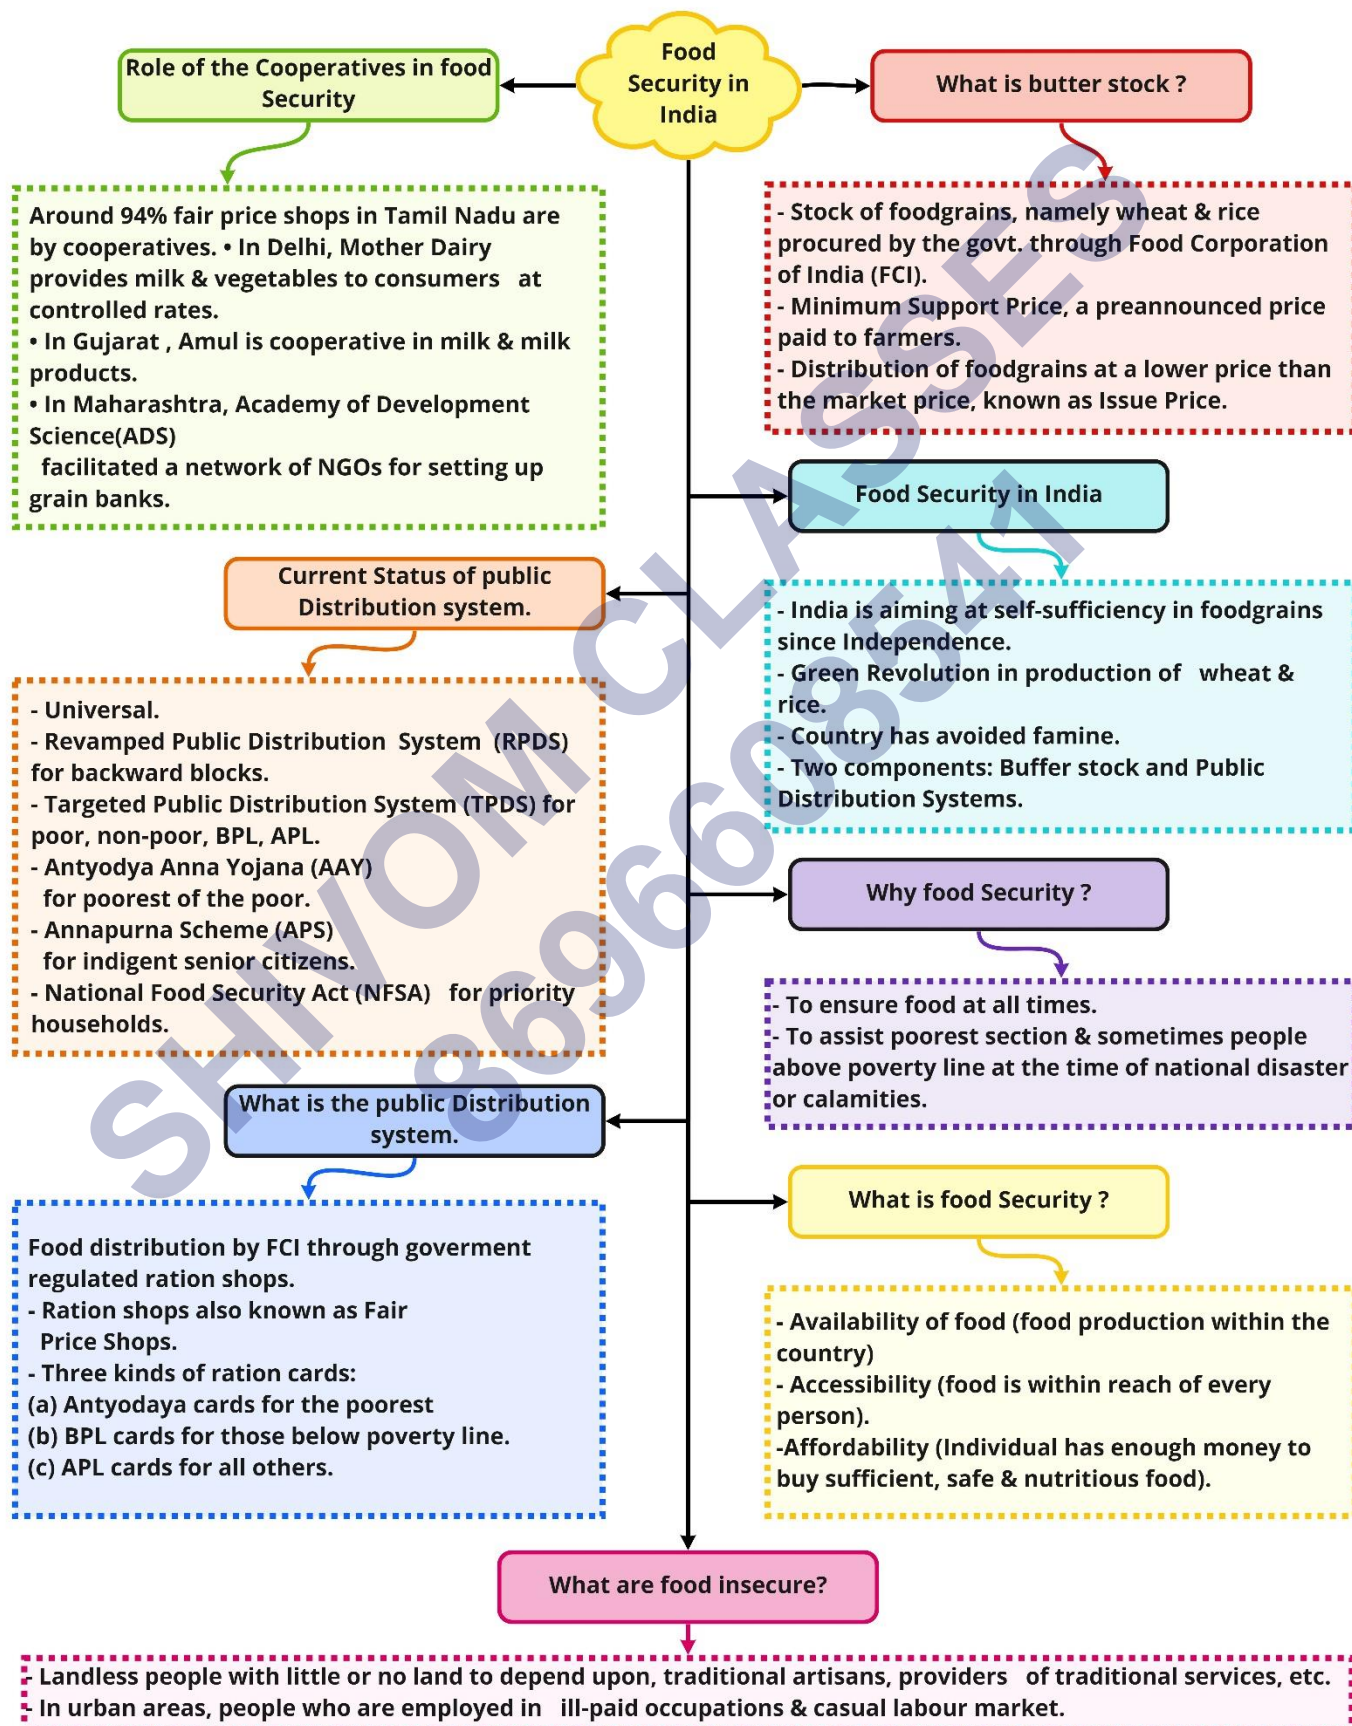 Food
Security in
India
Role of the Cooperatives in food
Security
Around 94% fair price shops in Tamil Nadu are
by cooperatives. • In Delhi, Mother Dairy
provides milk & vegetables to consumers at
controlled rates.
• In Gujarat , Amul is cooperative in milk & milk
products.
• In Maharashtra, Academy of Development
Science(ADS)
facilitated a network of NGOs for setting up
grain banks.
What is butter stock ?
- Stock of foodgrains, namely wheat & rice
procured by the govt. through Food Corporation
of India (FCI).
- Minimum Support Price, a preannounced price
paid to farmers.
- Distribution of foodgrains at a lower price than
the market price, known as Issue Price.
Food Security in India
- India is aiming at self-sufficiency in foodgrains
since Independence.
- Green Revolution in production of wheat &
rice.
- Country has avoided famine.
- Two components: Buffer stock and Public
Distribution Systems.
Current Status of public
Distribution system.
- Universal.
- Revamped Public Distribution System (RPDS)
for backward blocks.
- Targeted Public Distribution System (TPDS) for
poor, non-poor, BPL, APL.
- Antyodya Anna Yojana (AAY)
for poorest of the poor.
- Annapurna Scheme (APS)
for indigent senior citizens.
- National Food Security Act (NFSA) for priority
households.
Why food Security ?
- To ensure food at all times.
- To assist poorest section & sometimes people
above poverty line at the time of national disaster
or calamities.
What is the public Distribution
system.
Food distribution by FCI through goverment
regulated ration shops.
- Ration shops also known as Fair
Price Shops.
- Three kinds of ration cards:
(a) Antyodaya cards for the poorest
(b) BPL cards for those below poverty line.
(c) APL cards for all others.
What is food Security ?
- Availability of food (food production within the
country)
- Accessibility (food is within reach of every
person).
-Affordability (Individual has enough money to
buy sufficient, safe & nutritious food).
What are food insecure?
- Landless people with little or no land to depend upon, traditional artisans, providers of traditional services, etc.
- In urban areas, people who are employed in ill-paid occupations & casual labour market.
SHIVOM CLASSES
8696608541